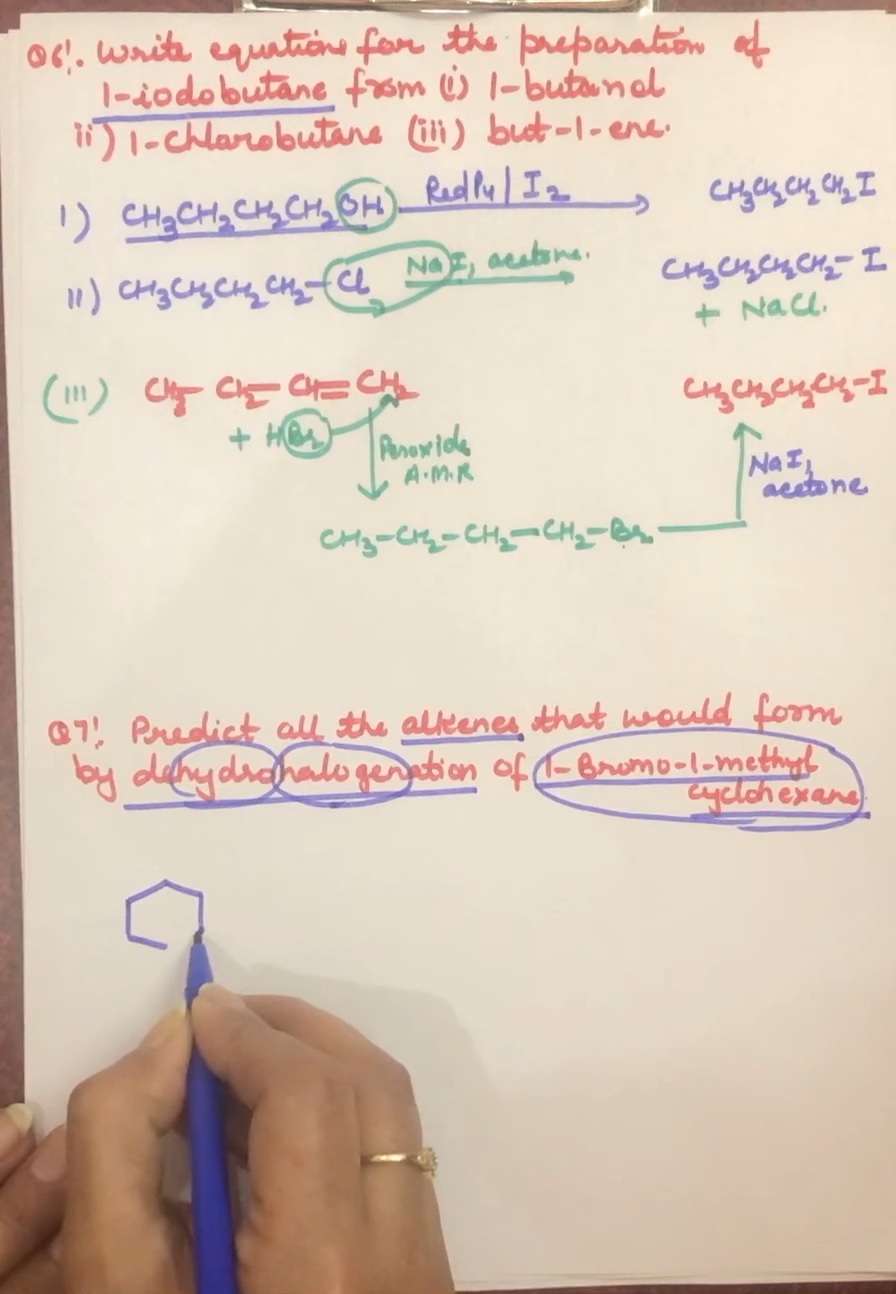 Q6!. Write equations for the preparation of
1-iodobutane from (i) 1-butanol
ii) 1-chlorobutane (iii) but-1-ene.
1) CH3CH2CH2CH2OH Red P4 / I2 CH3CH2CH2CH2I
11) CH3CH2CH2CH2-Cl NaI, acetone. CH3CH2CH2CH2-I
+ NaCl.
(111) CH3- CH2- CH=CH2 CH3CH2CH2CH2-I
+ HBr
Peroxide
A.M.R
NaI,
acetone
CH3-CH2-CH2-CH2-Br
Q7!. Predict all the alkenes that would form
by dehydrohalogenation of 1-Bromo-1-methyl
cyclohexane.